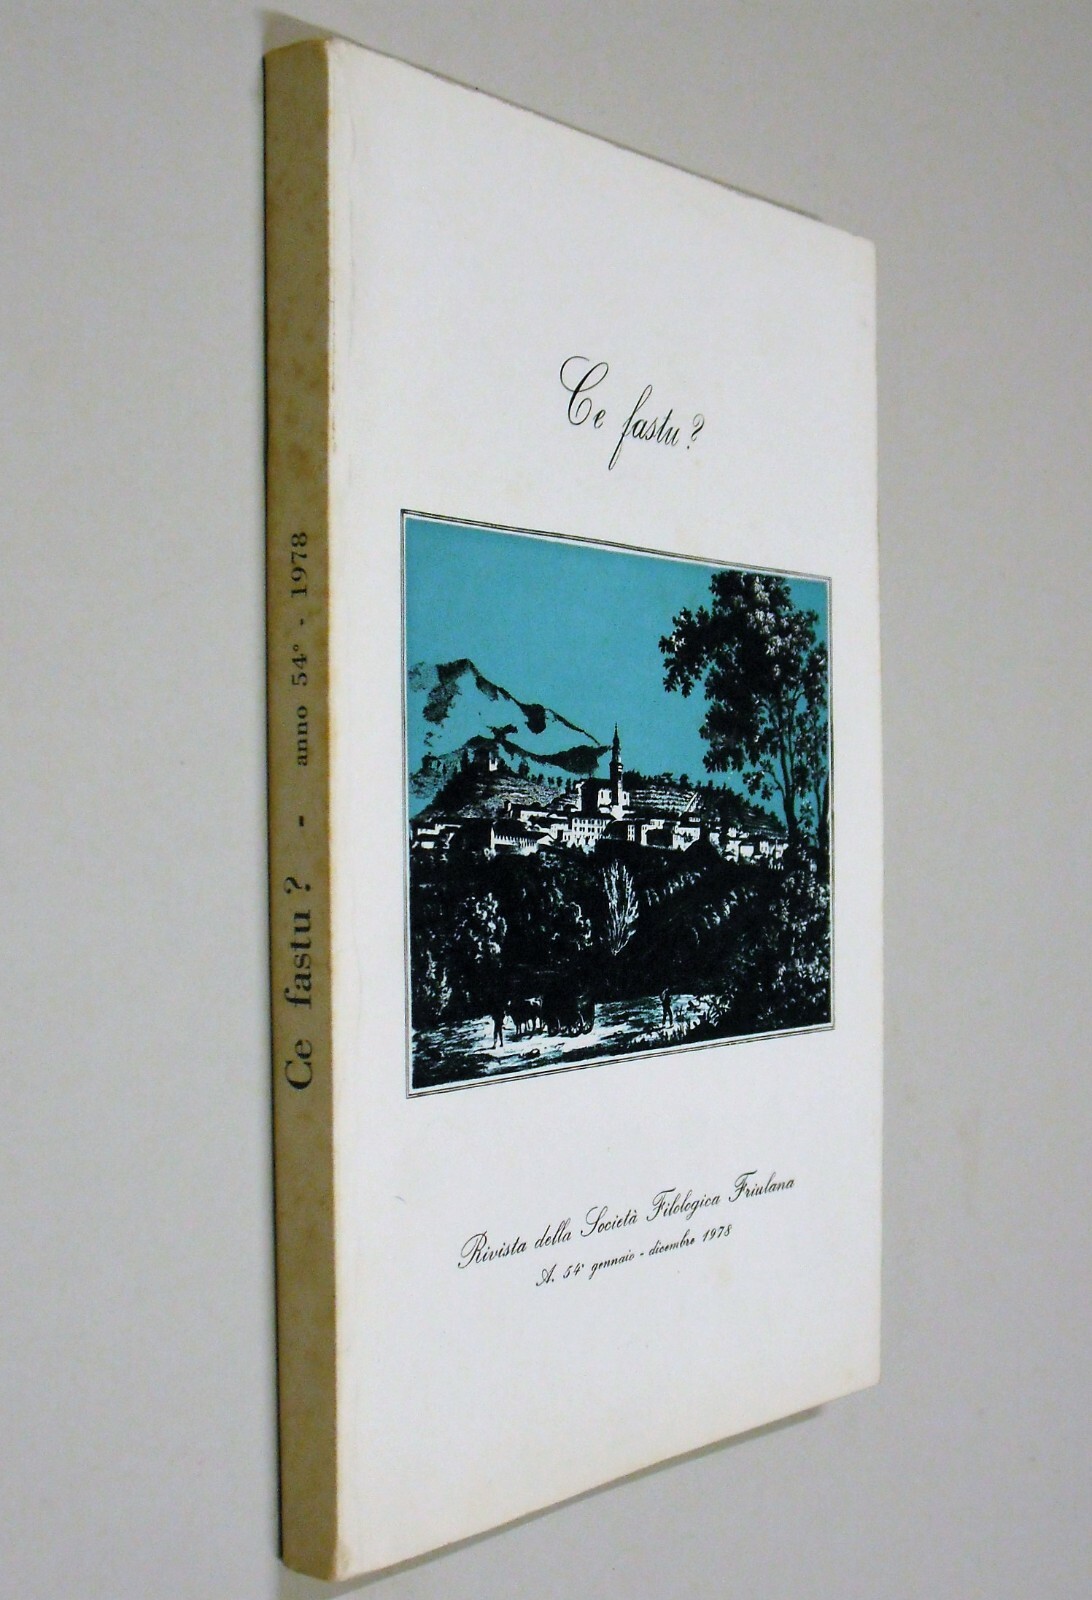 Ce fastu? - anno 54° - 1978
Ce fastu?
Rivista della Società Filologica Friulana
A. 54° gennaio - dicembre 1978